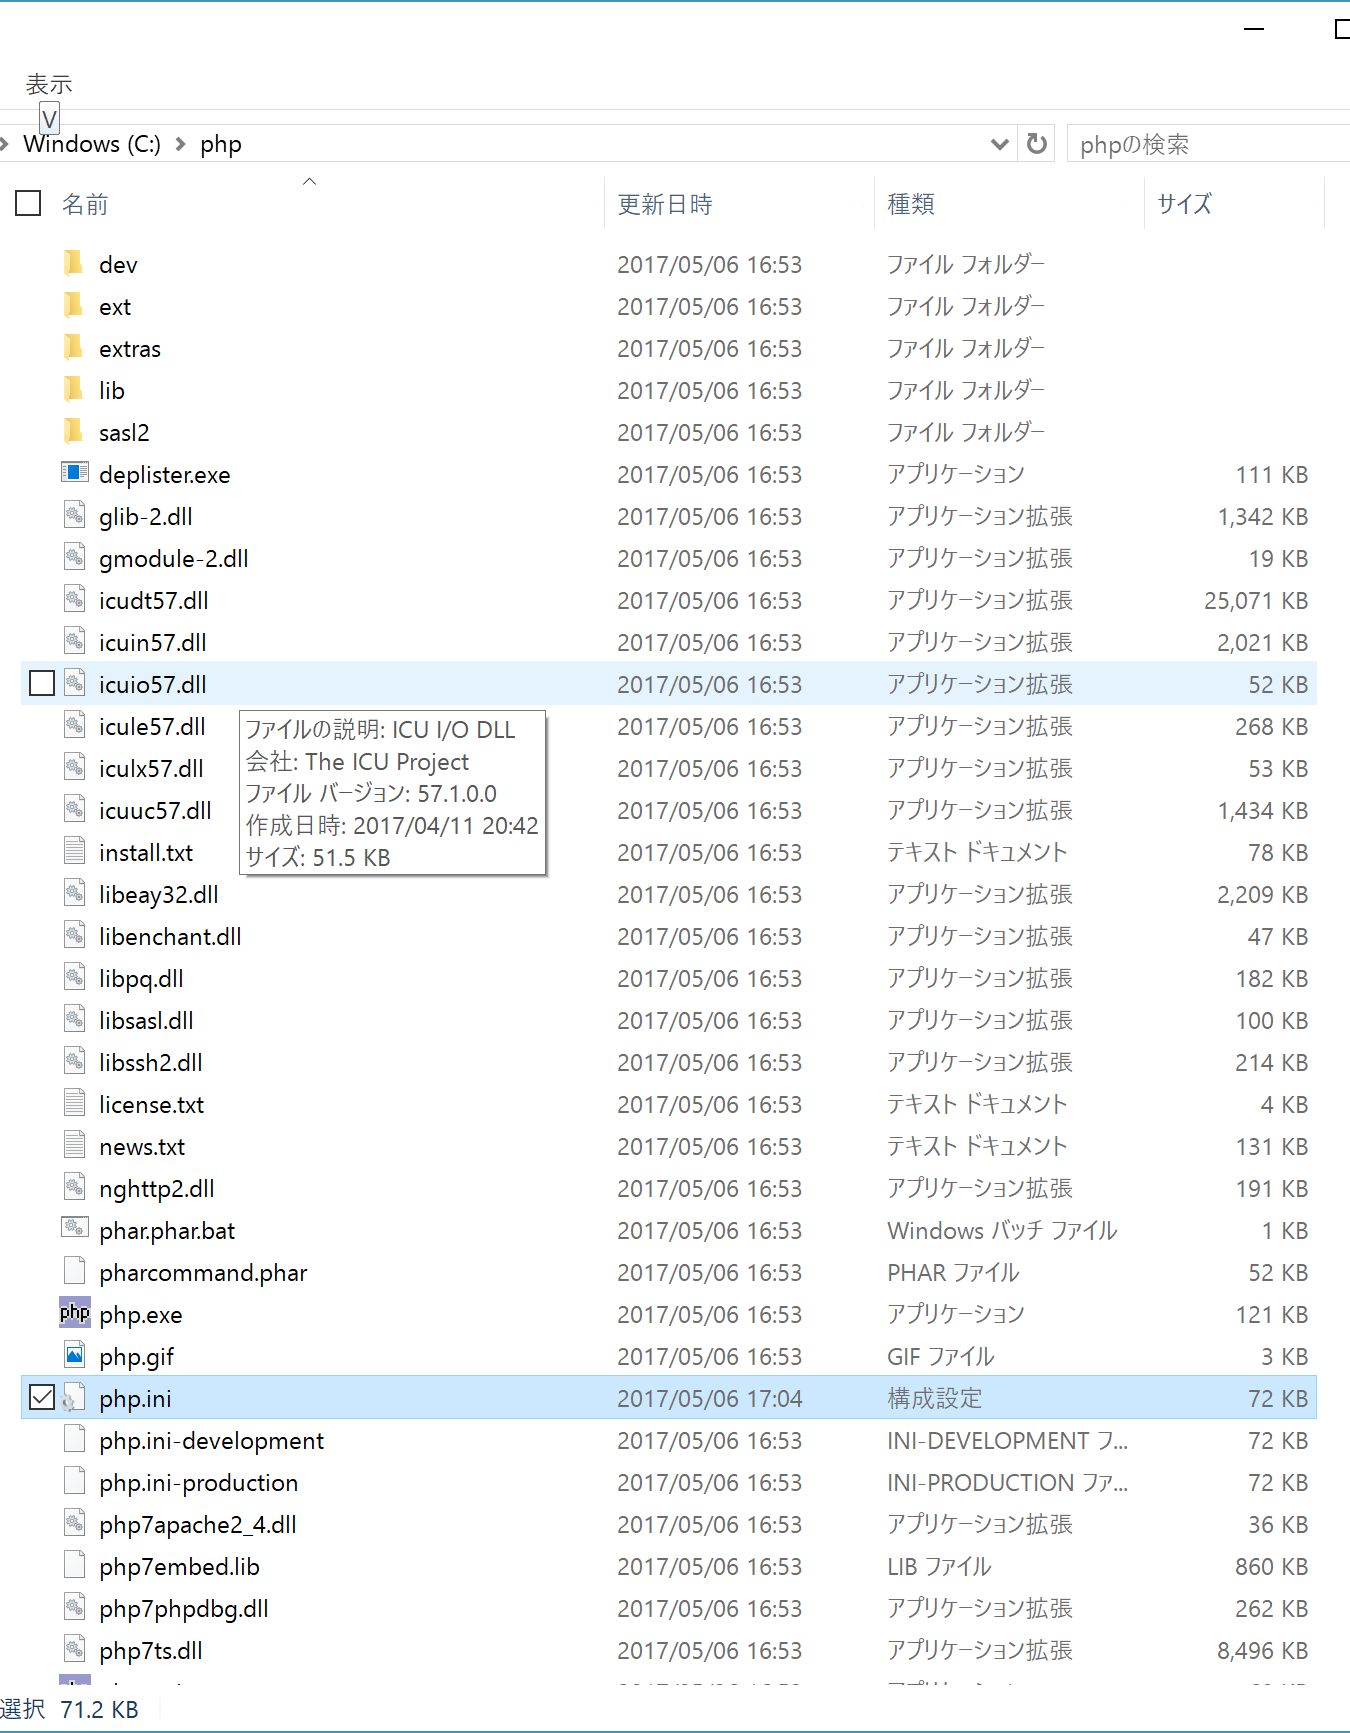 表示
V
Windows (C:) php
phpの検索
名前 更新日時 種類 サイズ
dev 2017/05/06 16:53 ファイル フォルダー
ext 2017/05/06 16:53 ファイル フォルダー
extras 2017/05/06 16:53 ファイル フォルダー
lib 2017/05/06 16:53 ファイル フォルダー
sasl2 2017/05/06 16:53 ファイル フォルダー
deplister.exe 2017/05/06 16:53 アプリケーション 111 KB
glib-2.dll 2017/05/06 16:53 アプリケーション拡張 1,342 KB
gmodule-2.dll 2017/05/06 16:53 アプリケーション拡張 19 KB
icudt57.dll 2017/05/06 16:53 アプリケーション拡張 25,071 KB
icuin57.dll 2017/05/06 16:53 アプリケーション拡張 2,021 KB
icuio57.dll 2017/05/06 16:53 アプリケーション拡張 52 KB
icule57.dll 2017/05/06 16:53 アプリケーション拡張 268 KB
iculx57.dll 2017/05/06 16:53 アプリケーション拡張 53 KB
icuuc57.dll 2017/05/06 16:53 アプリケーション拡張 1,434 KB
install.txt 2017/05/06 16:53 テキスト ドキュメント 78 KB
ファイルの説明: ICU I/O DLL
会社: The ICU Project
ファイル バージョン: 57.1.0.0
作成日時: 2017/04/11 20:42
サイズ: 51.5 KB
libeay32.dll 2017/05/06 16:53 アプリケーション拡張 2,209 KB
libenchant.dll 2017/05/06 16:53 アプリケーション拡張 47 KB
libpq.dll 2017/05/06 16:53 アプリケーション拡張 182 KB
libsasl.dll 2017/05/06 16:53 アプリケーション拡張 100 KB
libssh2.dll 2017/05/06 16:53 アプリケーション拡張 214 KB
license.txt 2017/05/06 16:53 テキスト ドキュメント 4 KB
news.txt 2017/05/06 16:53 テキスト ドキュメント 131 KB
nghttp2.dll 2017/05/06 16:53 アプリケーション拡張 191 KB
phar.phar.bat 2017/05/06 16:53 Windows バッチ ファイル 1 KB
pharcommand.phar 2017/05/06 16:53 PHAR ファイル 52 KB
php php.exe 2017/05/06 16:53 アプリケーション 121 KB
php.gif 2017/05/06 16:53 GIF ファイル 3 KB
php.ini 2017/05/06 17:04 構成設定 72 KB
php.ini-development 2017/05/06 16:53 INI-DEVELOPMENT フ... 72 KB
php.ini-production 2017/05/06 16:53 INI-PRODUCTION ファ... 72 KB
php7apache2_4.dll 2017/05/06 16:53 アプリケーション拡張 36 KB
php7embed.lib 2017/05/06 16:53 LIB ファイル 860 KB
php7phpdbg.dll 2017/05/06 16:53 アプリケーション拡張 262 KB
php7ts.dll 2017/05/06 16:53 アプリケーション拡張 8,496 KB
選択 71.2 KB